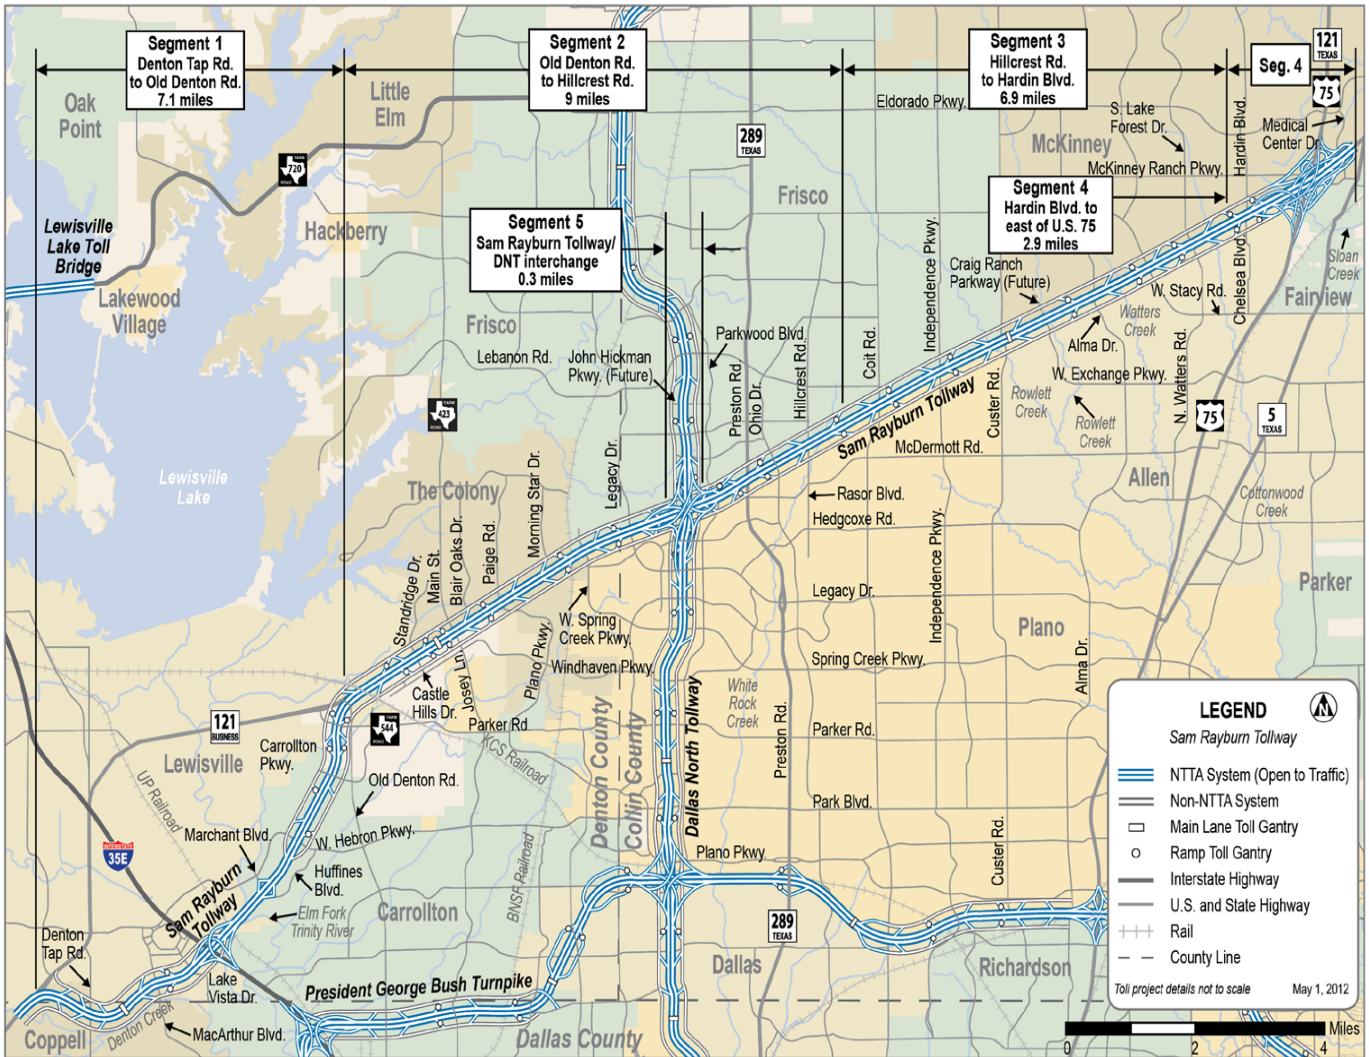 Segment 1
Denton Tap Rd.
to Old Denton Rd.
7.1 miles
Segment 2
Old Denton Rd.
to Hillcrest Rd.
9 miles
Segment 3
Hillcrest Rd.
to Hardin Blvd.
6.9 miles
Seg. 4
121
TEXAS
75
Oak
Point
Little
Elm
Eldorado Pkwy.
S. Lake
Forest Dr.
Hardin Blvd.
Medical
Center Dr.
289
TEXAS
McKinney
McKinney Ranch Pkwy.
FARM
720
ROAD
Frisco
Segment 4
Hardin Blvd. to
east of U.S. 75
2.9 miles
Lewisville
Lake Toll
Bridge
Hackberry
Segment 5
Sam Rayburn Tollway/
DNT interchange
0.3 miles
Independence Pkwy.
Craig Ranch
Parkway (Future)
Chelsea Blvd.
Sloan
Creek
Lakewood
Village
W. Stacy Rd.
Fairview
Watters
Creek
Frisco
Parkwood Blvd.
Lebanon Rd.
John Hickman
Pkwy. (Future)
Preston Rd.
Ohio Dr.
Hillcrest Rd.
Coit Rd.
Alma Dr.
W. Exchange Pkwy.
N. Watters Rd.
Custer Rd.
Rowlett
Creek
Rowlett
Creek
FARM
423
ROAD
Sam Rayburn Tollway
75
5
TEXAS
McDermott Rd.
Lewisville
Lake
The Colony
Legacy Dr.
Morning Star Dr.
Allen
Rasor Blvd.
Hedgcoxe Rd.
Cottonwood
Creek
Standridge Dr.
Main St.
Blair Oaks Dr.
Paige Rd.
Independence Pkwy.
Legacy Dr.
Parker
W. Spring
Creek Pkwy.
Plano
Plano Pkwy.
Windhaven Pkwy.
Spring Creek Pkwy.
Alma Dr.
Castle
Hills Dr.
Josey Ln.
White
Rock
Creek
Parker Rd.
Parker Rd.
121
BUSINESS
FARM
544
ROAD
Carrollton
Pkwy.
Lewisville
KCS Railroad
Denton County
Collin County
Dallas North Tollway
Preston Rd.
UP Railroad
Old Denton Rd.
Park Blvd.
Marchant Blvd.
W. Hebron Pkwy.
Custer Rd.
INTERSTATE
35E
Plano Pkwy.
Huffines
Blvd.
BNSF Railroad
Sam Rayburn
Tollway
Elm Fork
Trinity River
Carrollton
289
TEXAS
Denton
Tap Rd.
Dallas
Richardson
Lake
Vista Dr.
President George Bush Turnpike
Coppell
Denton Creek
MacArthur Blvd.
Dallas County
LEGEND
N
Sam Rayburn Tollway
NTTA System (Open to Traffic)
Non-NTTA System
Main Lane Toll Gantry
Ramp Toll Gantry
Interstate Highway
U.S. and State Highway
Rail
County Line
Toll project details not to scale
May 1, 2012
Miles
0
2
4